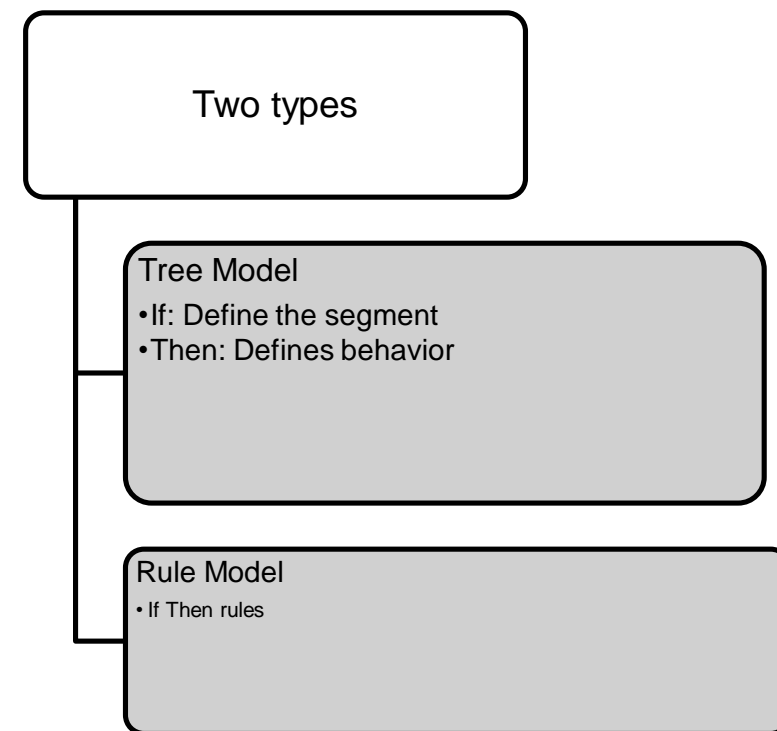 Two types
Tree Model
•If: Define the segment
•Then: Defines behavior
Rule Model
• If Then rules